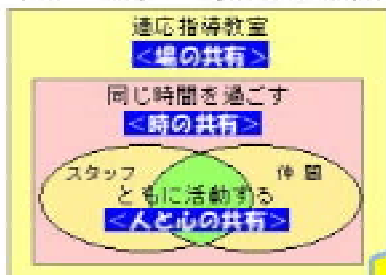 適応指導教室
<場の共有>
同じ時間を過ごす
<時の共有>
スタッフ 仲間
ともに活動する
<人と心の共有>